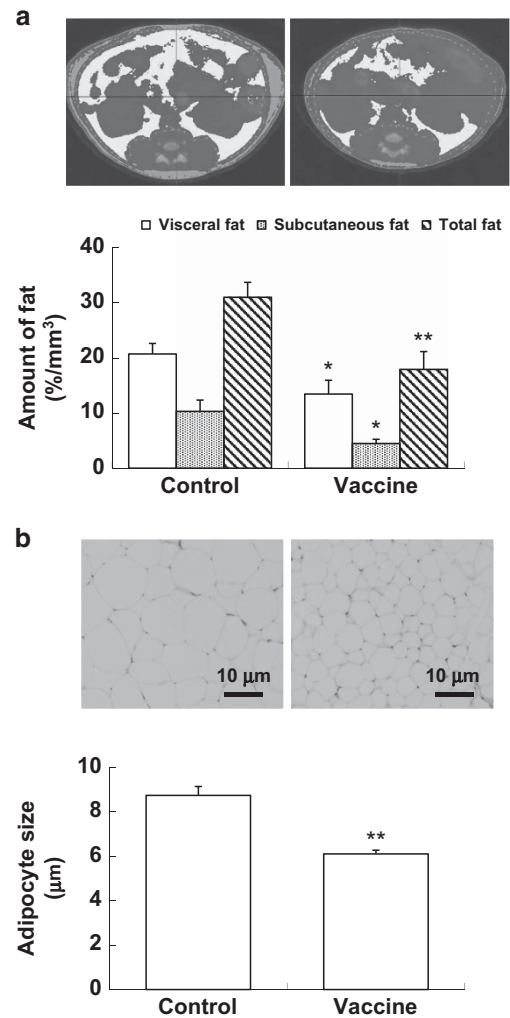 a
Visceral fat Subcutaneous fat Total fat
Amount of fat
(%/mm³)
40
30
20
10
0
*
*
**
Control Vaccine
b
10 µm 10 µm
Adipocyte size
(µm)
10
8
6
4
2
0
**
Control Vaccine